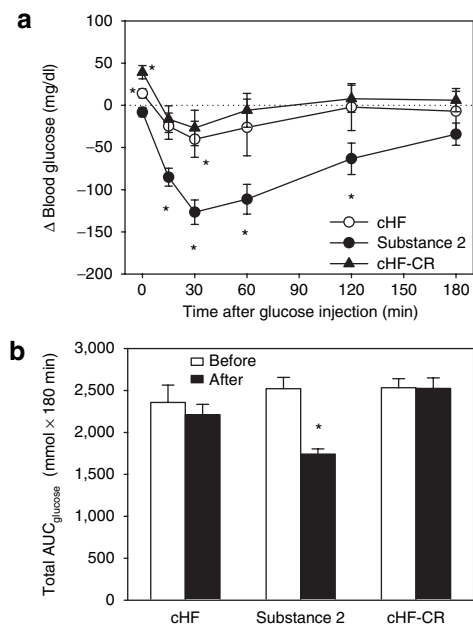 a
100
50
0
−50
−100
−150
−200
Δ Blood glucose (mg/dl)
*
*
*
*
*
*
*
cHF
Substance 2
cHF-CR
0 30 60 90 120 150 180
Time after glucose injection (min)
b
3,000
2,500
2,000
1,500
1,000
500
0
Total AUCglucose (mmol × 180 min)
Before
After
*
cHF Substance 2 cHF-CR